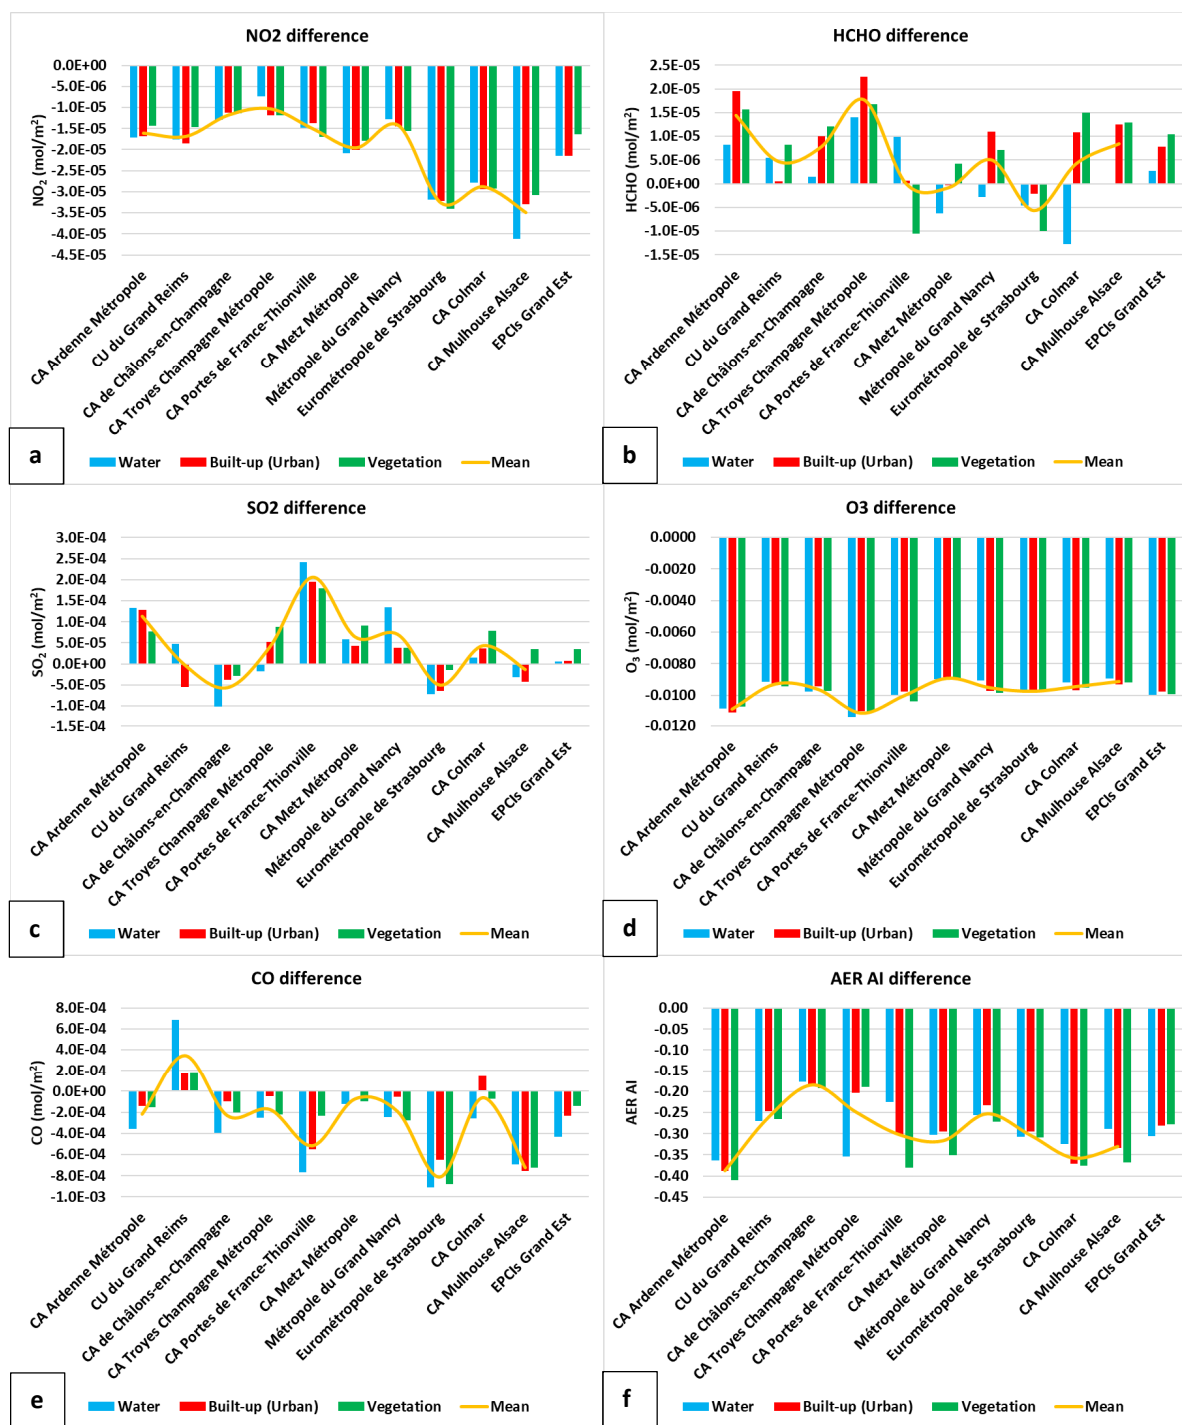 NO2 difference
0.0E+00
-5.0E-06
-1.0E-05
-1.5E-05
-2.0E-05
-2.5E-05
-3.0E-05
-3.5E-05
-4.0E-05
-4.5E-05
NO₂ (mol/m²)
CA Ardenne Métropole
CU du Grand Reims
CA de Châlons-en-Champagne
CA Troyes Champagne Métropole
CA Portes de France-Thionville
CA Metz Métropole
Métropole du Grand Nancy
Eurométropole de Strasbourg
CA Colmar
CA Mulhouse Alsace
EPCIs Grand Est
a
Water Built-up (Urban) Vegetation Mean
HCHO difference
2.5E-05
2.0E-05
1.5E-05
1.0E-05
5.0E-06
0.0E+00
-5.0E-06
-1.0E-05
-1.5E-05
HCHO (mol/m²)
CA Ardenne Métropole
CU du Grand Reims
CA de Châlons-en-Champagne
CA Troyes Champagne Métropole
CA Portes de France-Thionville
CA Metz Métropole
Métropole du Grand Nancy
Eurométropole de Strasbourg
CA Colmar
CA Mulhouse Alsace
EPCIs Grand Est
b
Water Built-up (Urban) Vegetation Mean
SO2 difference
3.0E-04
2.5E-04
2.0E-04
1.5E-04
1.0E-04
5.0E-05
0.0E+00
-5.0E-05
-1.0E-04
-1.5E-04
SO₂ (mol/m²)
CA Ardenne Métropole
CU du Grand Reims
CA de Châlons-en-Champagne
CA Troyes Champagne Métropole
CA Portes de France-Thionville
CA Metz Métropole
Métropole du Grand Nancy
Eurométropole de Strasbourg
CA Colmar
CA Mulhouse Alsace
EPCIs Grand Est
c
Water Built-up (Urban) Vegetation Mean
O3 difference
0.0000
-0.0020
-0.0040
-0.0060
-0.0080
-0.0100
-0.0120
O₃ (mol/m²)
CA Ardenne Métropole
CU du Grand Reims
CA de Châlons-en-Champagne
CA Troyes Champagne Métropole
CA Portes de France-Thionville
CA Metz Métropole
Métropole du Grand Nancy
Eurométropole de Strasbourg
CA Colmar
CA Mulhouse Alsace
EPCIs Grand Est
d
Water Built-up (Urban) Vegetation Mean
CO difference
8.0E-04
6.0E-04
4.0E-04
2.0E-04
0.0E+00
-2.0E-04
-4.0E-04
-6.0E-04
-8.0E-04
-1.0E-03
CO (mol/m²)
CA Ardenne Métropole
CU du Grand Reims
CA de Châlons-en-Champagne
CA Troyes Champagne Métropole
CA Portes de France-Thionville
CA Metz Métropole
Métropole du Grand Nancy
Eurométropole de Strasbourg
CA Colmar
CA Mulhouse Alsace
EPCIs Grand Est
e
Water Built-up (Urban) Vegetation Mean
AER AI difference
0.00
-0.05
-0.10
-0.15
-0.20
-0.25
-0.30
-0.35
-0.40
-0.45
AER AI
CA Ardenne Métropole
CU du Grand Reims
CA de Châlons-en-Champagne
CA Troyes Champagne Métropole
CA Portes de France-Thionville
CA Metz Métropole
Métropole du Grand Nancy
Eurométropole de Strasbourg
CA Colmar
CA Mulhouse Alsace
EPCIs Grand Est
f
Water Built-up (Urban) Vegetation Mean